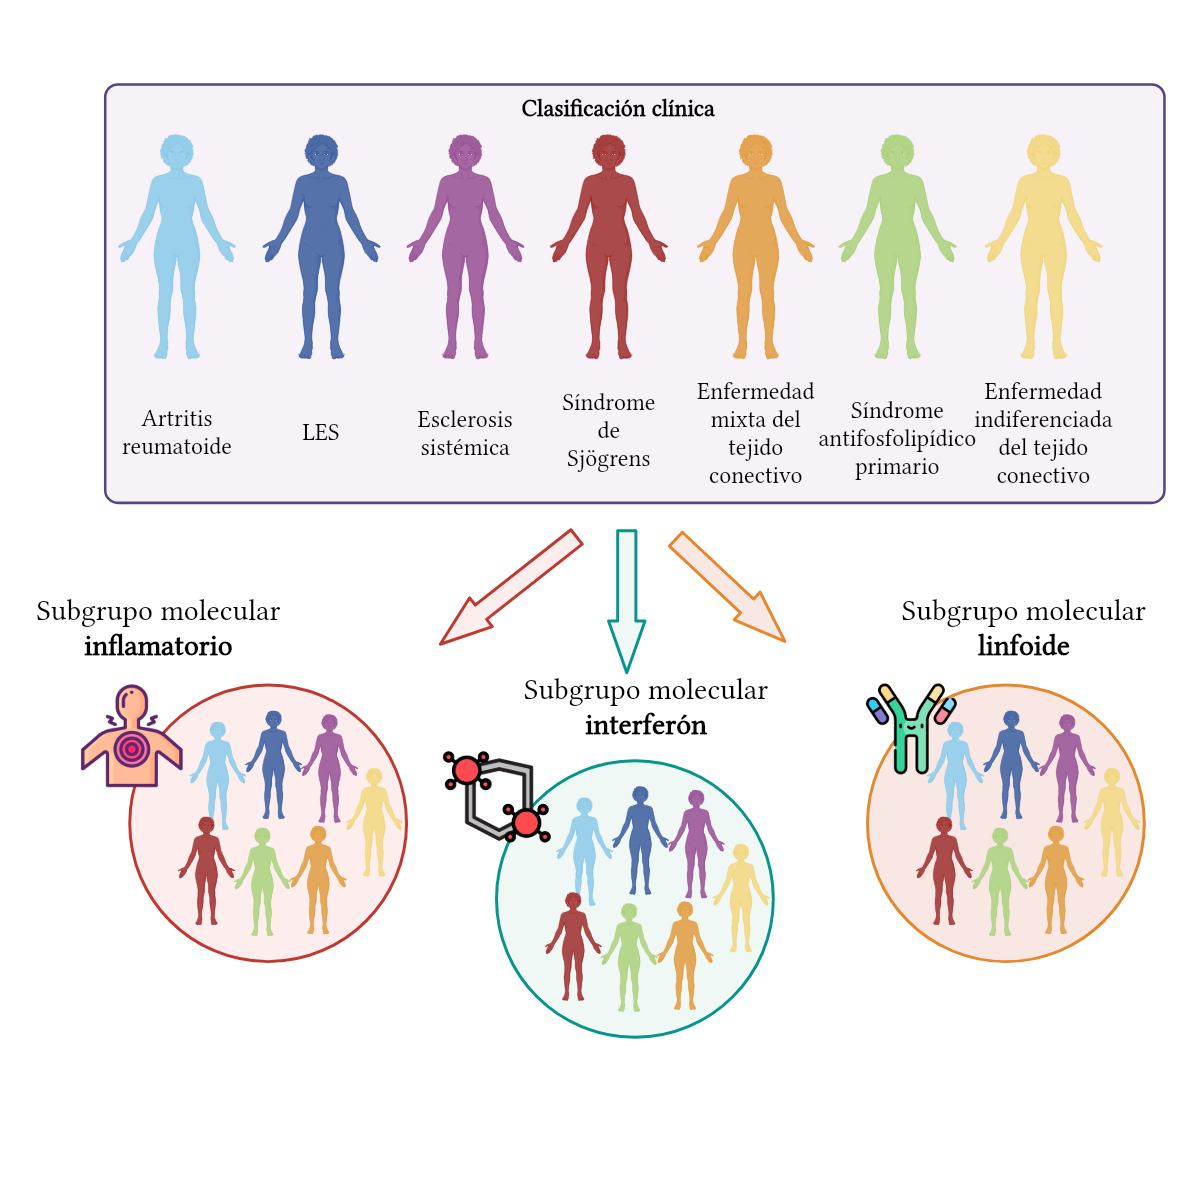 Clasificación clínica
Artritis
reumatoide
LES
Esclerosis
sistémica
Síndrome
de
Sjögrens
Enfermedad
mixta del
tejido
conectivo
Síndrome
antifosfolipídico
primario
Enfermedad
indiferenciada
del tejido
conectivo
Subgrupo molecular
inflamatorio
Subgrupo molecular
interferón
Subgrupo molecular
linfoide